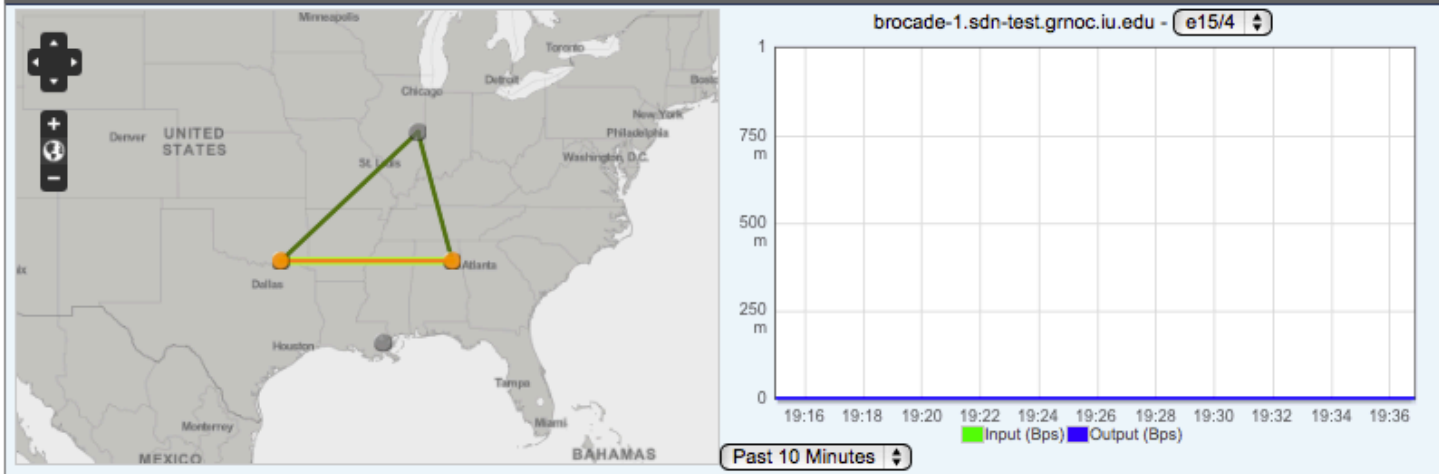 Minneapolis
Toronto
Detroit
Chicago
New York
Philadelphia
Denver
UNITED
STATES
St. Louis
Washington, D.C.
Atlanta
Dallas
Houston
Tampa
Miami
Monterrey
MEXICO
BAHAMAS
+
−
brocade-1.sdn-test.grnoc.iu.edu - e15/4
1
750
m
500
m
250
m
0
19:16 19:18 19:20 19:22 19:24 19:26 19:28 19:30 19:32 19:34 19:36
Input (Bps) Output (Bps)
Past 10 Minutes